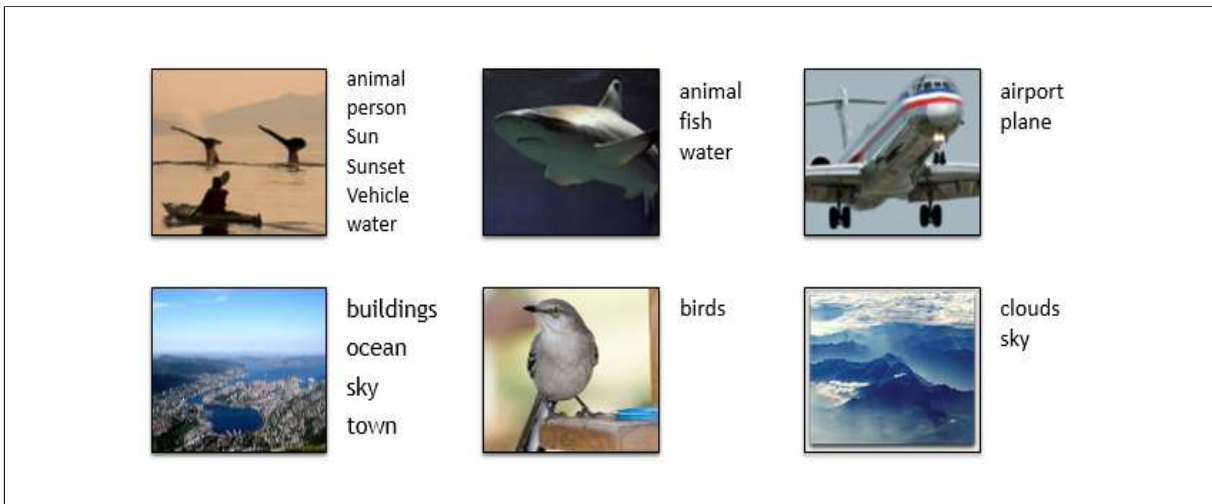 animal
person
Sun
Sunset
Vehicle
water
animal
fish
water
airport
plane
buildings
ocean
sky
town
birds
clouds
sky